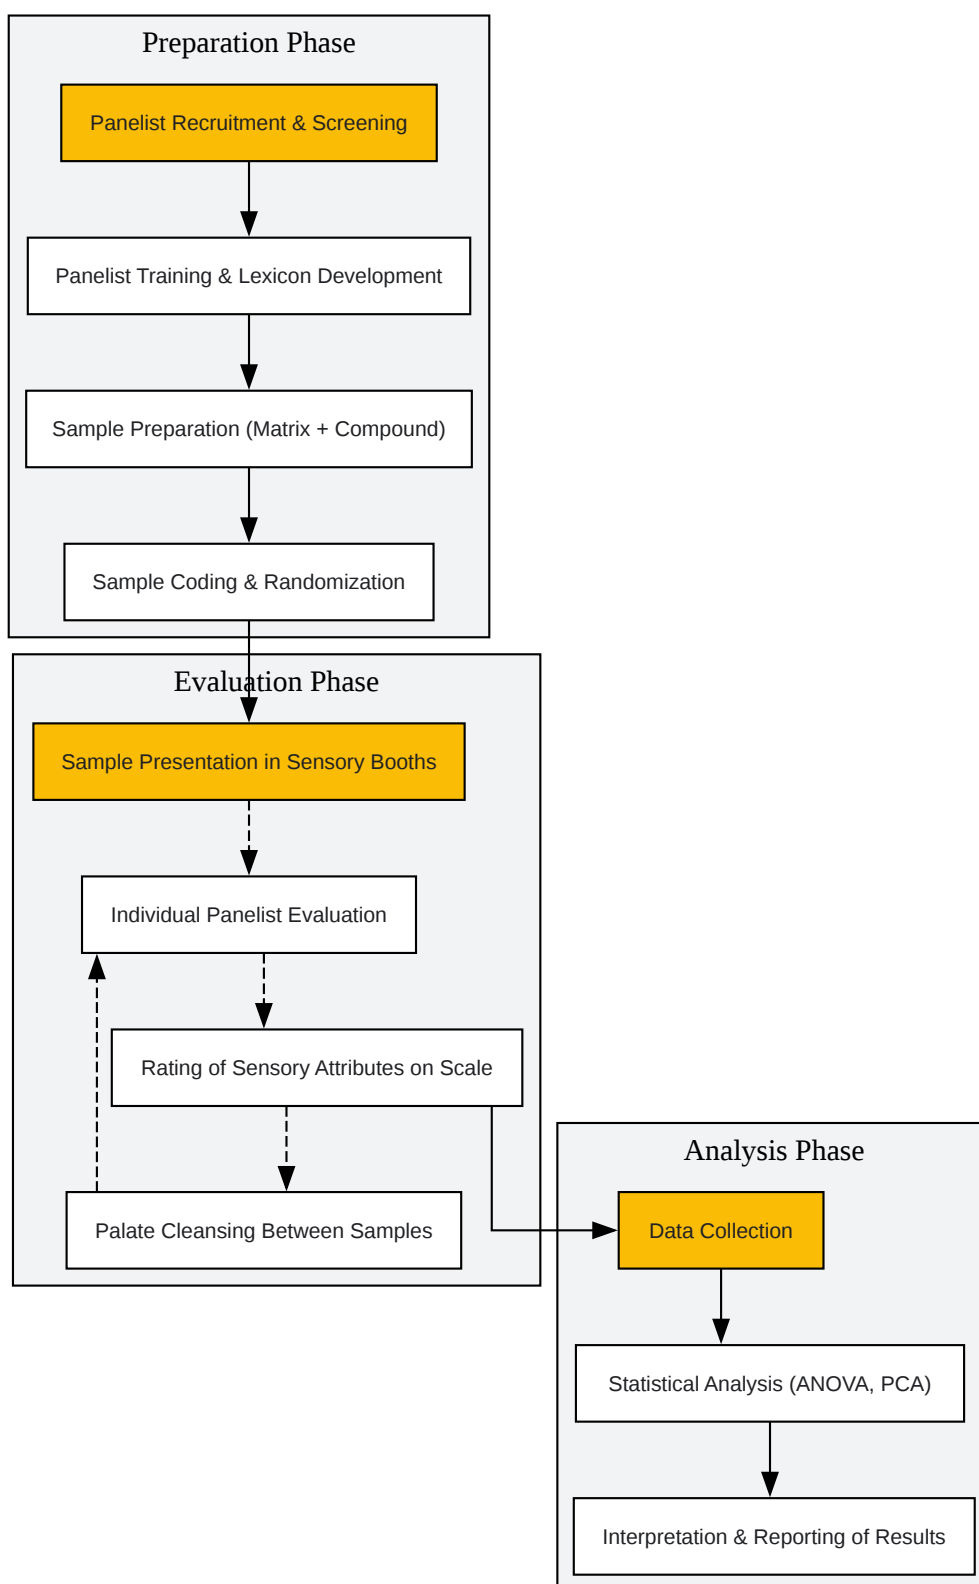 Preparation Phase
Panelist Recruitment & Screening
Panelist Training & Lexicon Development
Sample Preparation (Matrix + Compound)
Sample Coding & Randomization
Evaluation Phase
Sample Presentation in Sensory Booths
Individual Panelist Evaluation
Rating of Sensory Attributes on Scale
Palate Cleansing Between Samples
Analysis Phase
Data Collection
Statistical Analysis (ANOVA, PCA)
Interpretation & Reporting of Results